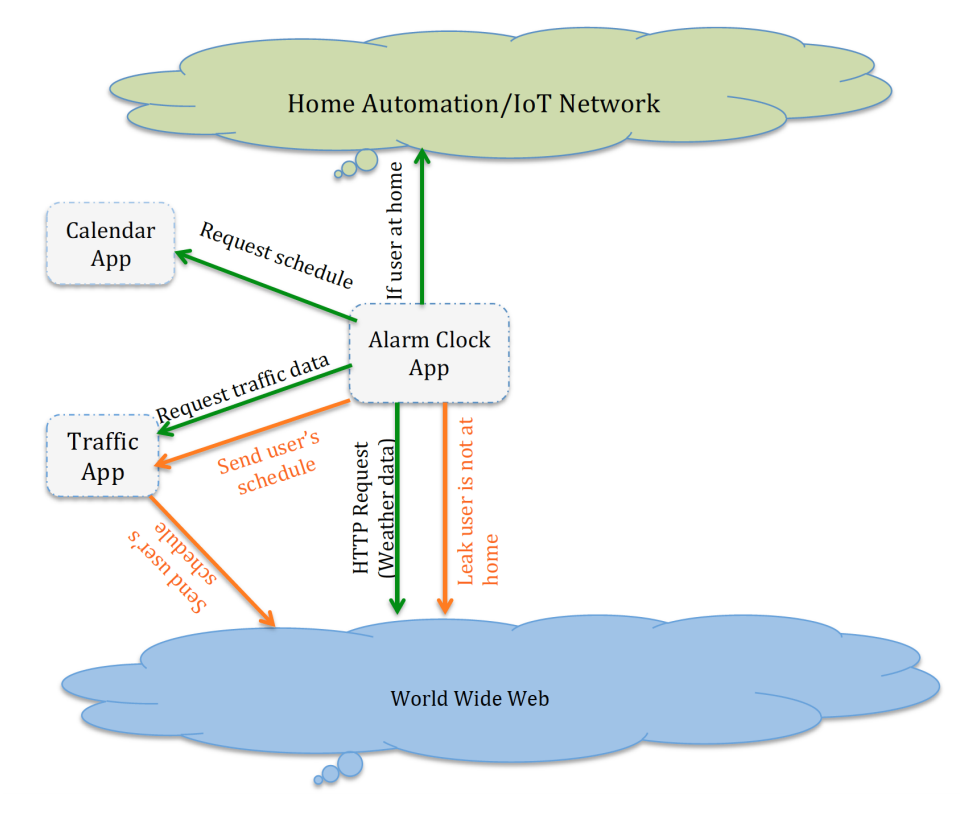 Home Automation/IoT Network
Calendar
App
Request schedule
If user at home
Alarm Clock
App
Request traffic data
Traffic
App
Send user's
schedule
Send user's
schedule
HTTP Request
(Weather data)
Leak user is not at
home
World Wide Web